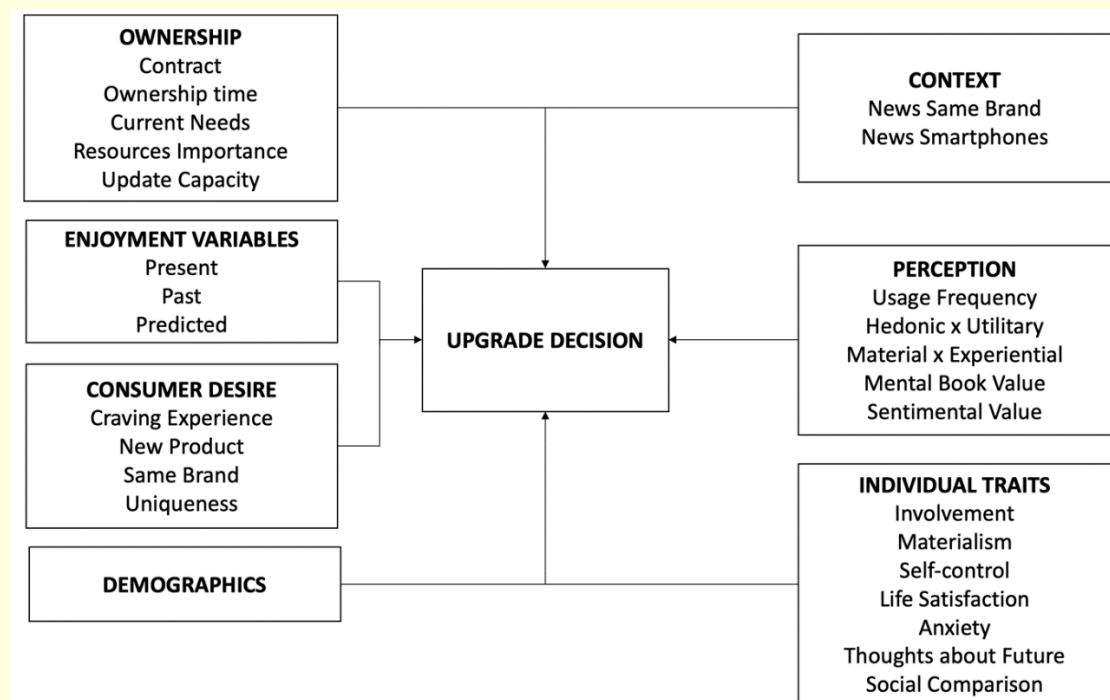 OWNERSHIP
Contract
Ownership time
Current Needs
Resources Importance
Update Capacity
ENJOYMENT VARIABLES
Present
Past
Predicted
CONSUMER DESIRE
Craving Experience
New Product
Same Brand
Uniqueness
DEMOGRAPHICS
UPGRADE DECISION
CONTEXT
News Same Brand
News Smartphones
PERCEPTION
Usage Frequency
Hedonic x Utilitary
Material x Experiential
Mental Book Value
Sentimental Value
INDIVIDUAL TRAITS
Involvement
Materialism
Self-control
Life Satisfaction
Anxiety
Thoughts about Future
Social Comparison